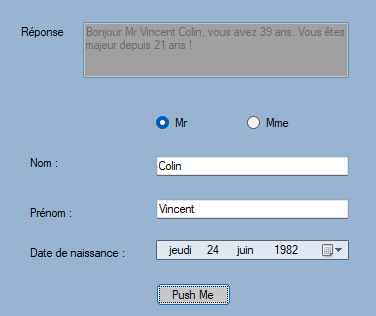 Réponse
Bonjour Mr Vincent Colin, vous avez 39 ans. Vous êtes
majeur depuis 21 ans !
Mr Mme
Nom : Colin
Prénom : Vincent
Date de naissance : jeudi 24 juin 1982
Push Me